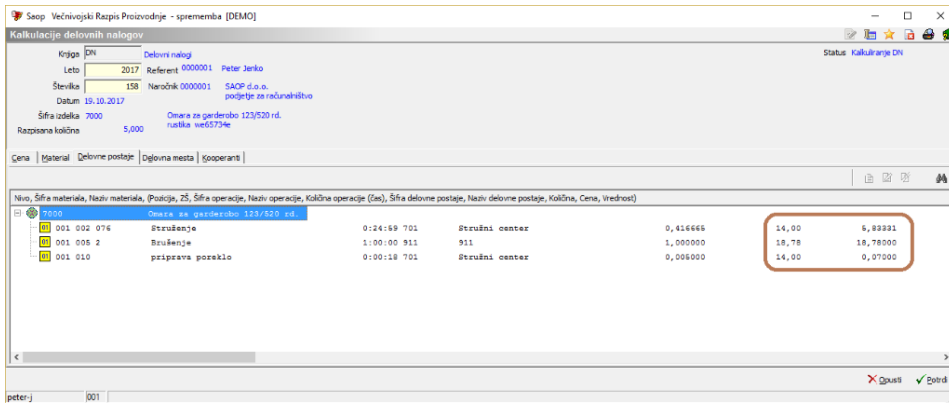 Saop Večnivojski Razpis Proizvodnje - sprememba [DEMO]
Kalkulacije delovnih nalogov
Knjiga DN Delovni nalogi Status Kalkuliranje DN
Leto 2017 Referent 0000001 Peter Jenko
Številka 158 Naročnik 0000001 SAOP d.o.o.
podjetje za računalništvo
Datum 19.10.2017
Šifra izdelka 7000 Omara za garderobo 123/520 rd.
rustika we65734e
Razpisana količina 5,000
Cena Material Delovne postaje Delovna mesta Kooperanti
Nivo, Šifra materiala, Naziv materiala, (Pozicija, ZŠ, Šifra operacije, Naziv operacije, Količina operacije (čas), Šifra delovne postaje, Naziv delovne postaje, Količina, Cena, Vrednost)
7000 Omara za garderobo 123/520 rd.
01 001 002 076 Struženje 0:24:59 701 Stružni center 0,416665 14,00 5,83331
01 001 005 2 Brušenje 1:00:00 911 911 1,000000 18,78 18,78000
01 001 010 priprava poreklo 0:00:18 701 Stružni center 0,005000 14,00 0,07000
Opusti Potrdi
peter-j 001